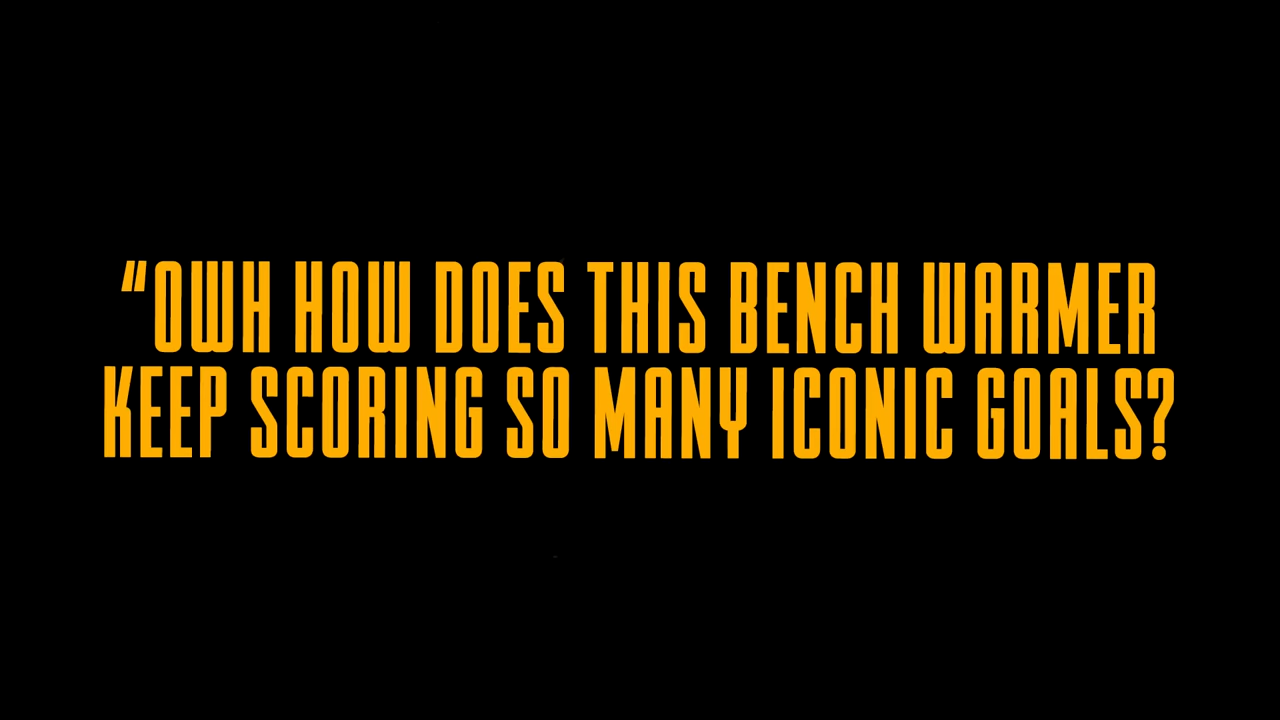 “OWH HOW DOES THIS BENCH WARMER
KEEP SCORING SO MANY ICONIC GOALS?